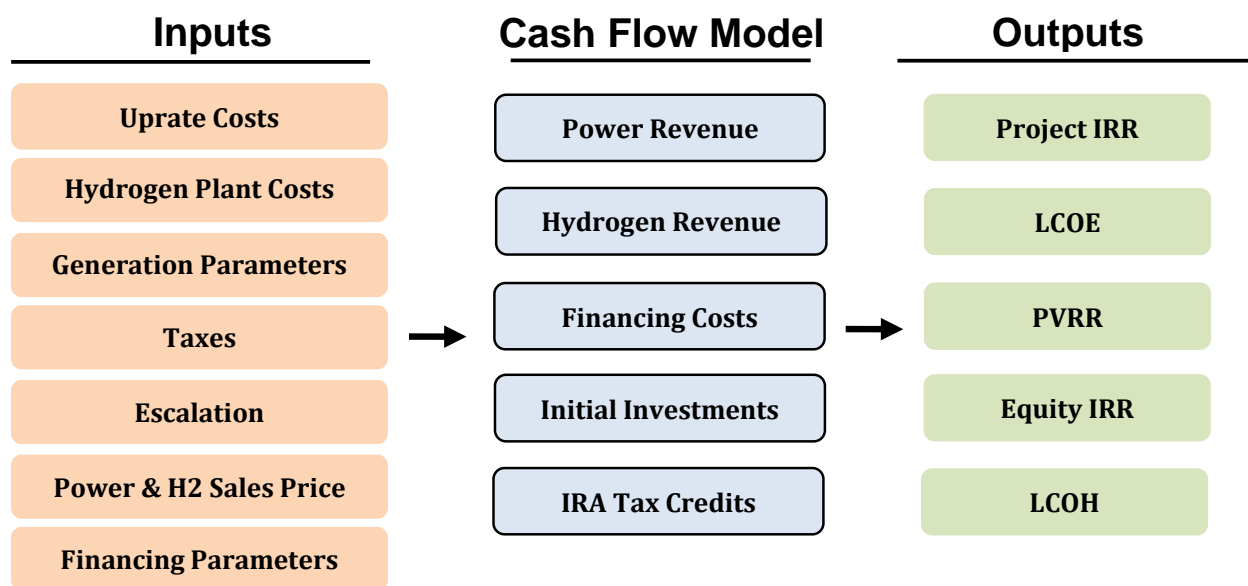 Inputs
Uprate Costs
Hydrogen Plant Costs
Generation Parameters
Taxes
Escalation
Power & H2 Sales Price
Financing Parameters
Cash Flow Model
Power Revenue
Hydrogen Revenue
Financing Costs
Initial Investments
IRA Tax Credits
Outputs
Project IRR
LCOE
PVRR
Equity IRR
LCOH